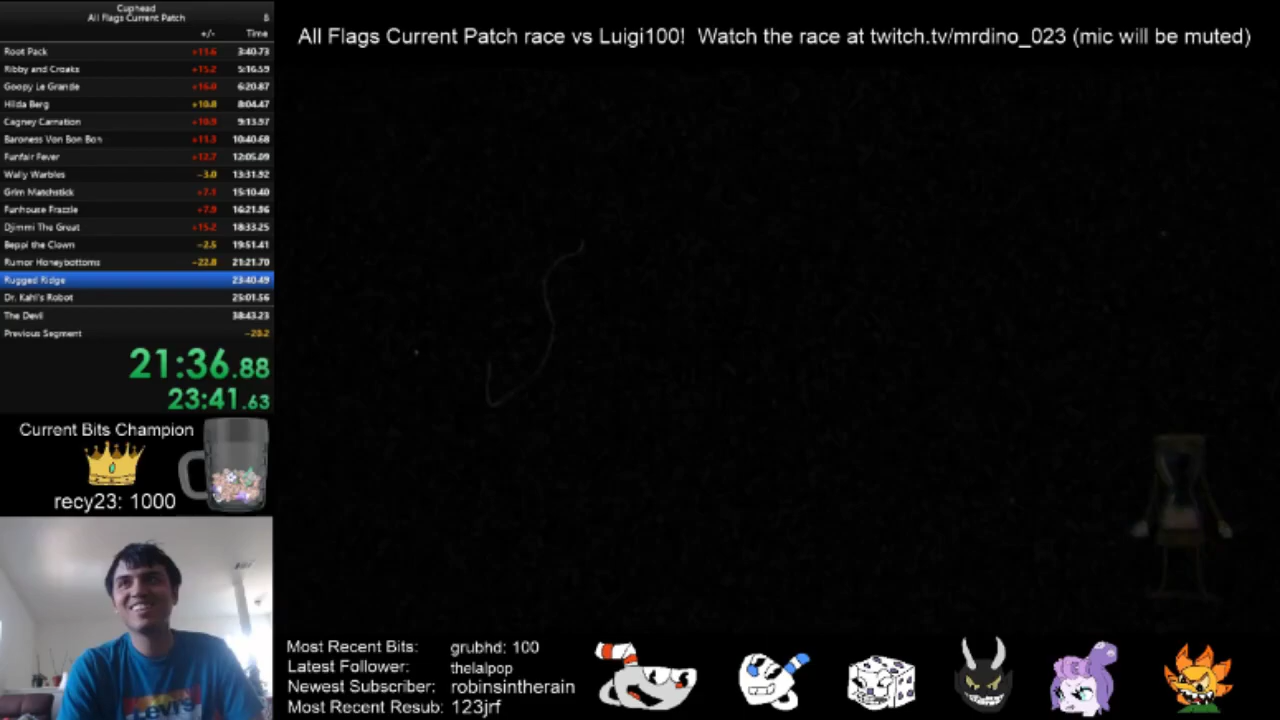 Cuphead
All Flags Current Patch 8
+/- Time
Root Pack +11.6 3:40.73
Ribby and Croaks +15.2 5:16.59
Goopy Le Grande +16.0 6:20.87
Hilda Berg +10.8 8:04.47
Cagney Carnation +10.9 9:13.97
Baroness Von Bon Bon +11.3 10:40.68
Funfair Fever +12.7 12:05.09
Wally Warbles -3.0 13:31.92
Grim Matchstick +7.1 15:10.40
Funhouse Frazzle +7.9 16:21.96
Djimmi The Great +15.2 18:33.25
Beppi the Clown -2.5 19:51.41
Rumor Honeybottoms -22.8 21:21.70
Rugged Ridge 23:40.49
Dr. Kahl's Robot 25:01.56
The Devil 38:43.23
Previous Segment -20.2
21:36.88
23:41.63
Current Bits Champion
recy23: 1000
All Flags Current Patch race vs Luigi100! Watch the race at twitch.tv/mrdino_023 (mic will be muted)
Most Recent Bits: grubhd: 100
Latest Follower: thelalpop
Newest Subscriber: robinsintherain
Most Recent Resub: 123jrf